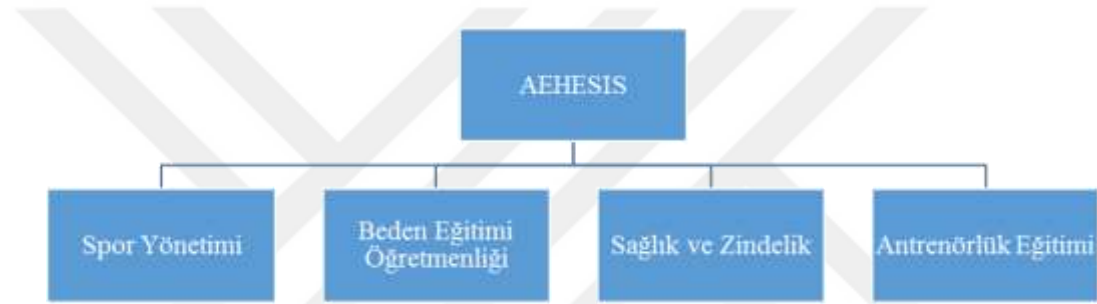 AEHESIS
Spor Yönetimi
Beden Eğitimi
Öğretmenliği
Sağlık ve Zindelik
Antrenörlük Eğitimi